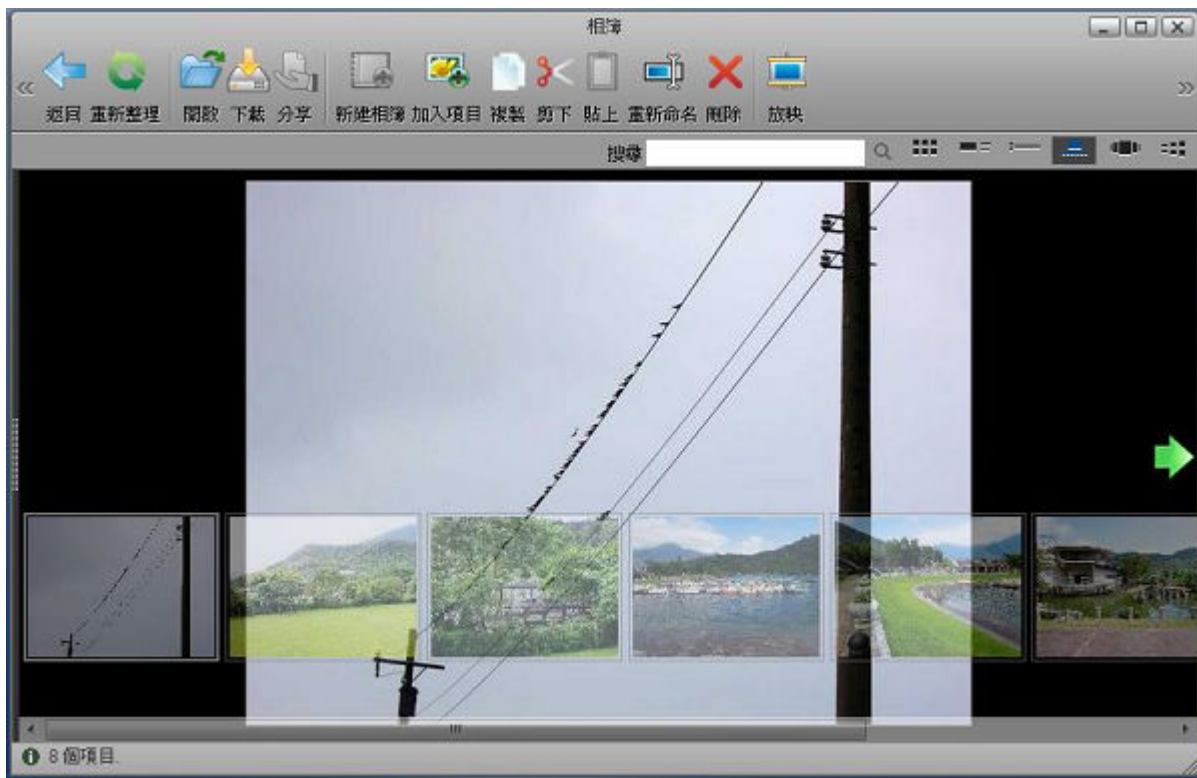 相簿
返回 重新整理 開啟 下載 分享 新建相簿 加入項目 複製 剪下 貼上 重新命名 刪除 放映
搜尋
8 個項目.